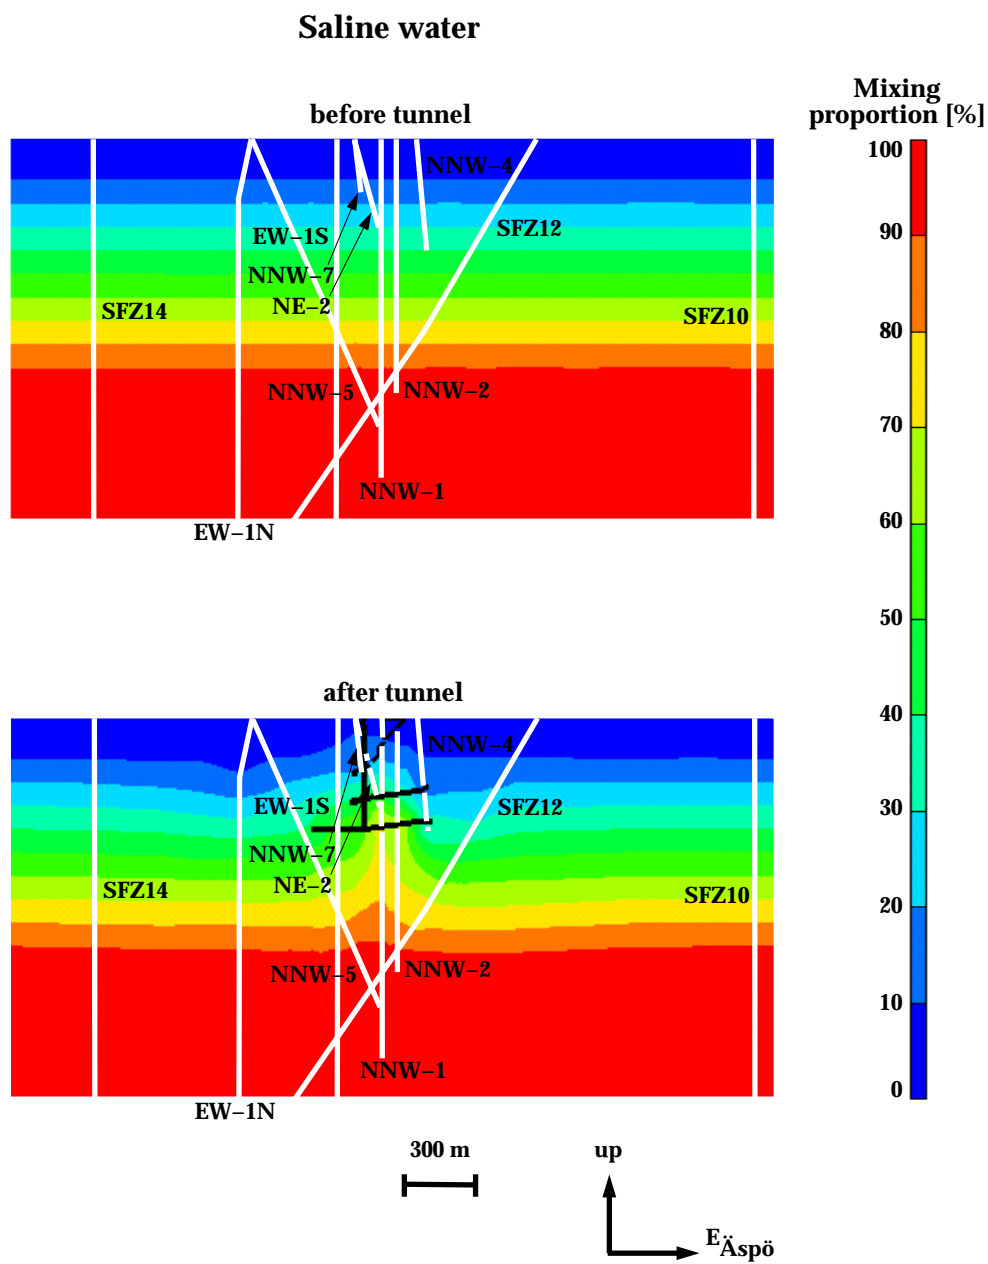 Saline water
Mixing
proportion [%]
before tunnel
100
90
80
70
60
50
40
30
20
10
0
NNW–4
EW–1S
SFZ12
NNW–7
NE–2
SFZ14
SFZ10
NNW–5
NNW–2
NNW–1
EW–1N
after tunnel
NNW–4
EW–1S
SFZ12
NNW–7
NE–2
SFZ14
SFZ10
NNW–5
NNW–2
NNW–1
EW–1N
300 m
up
E Äspö